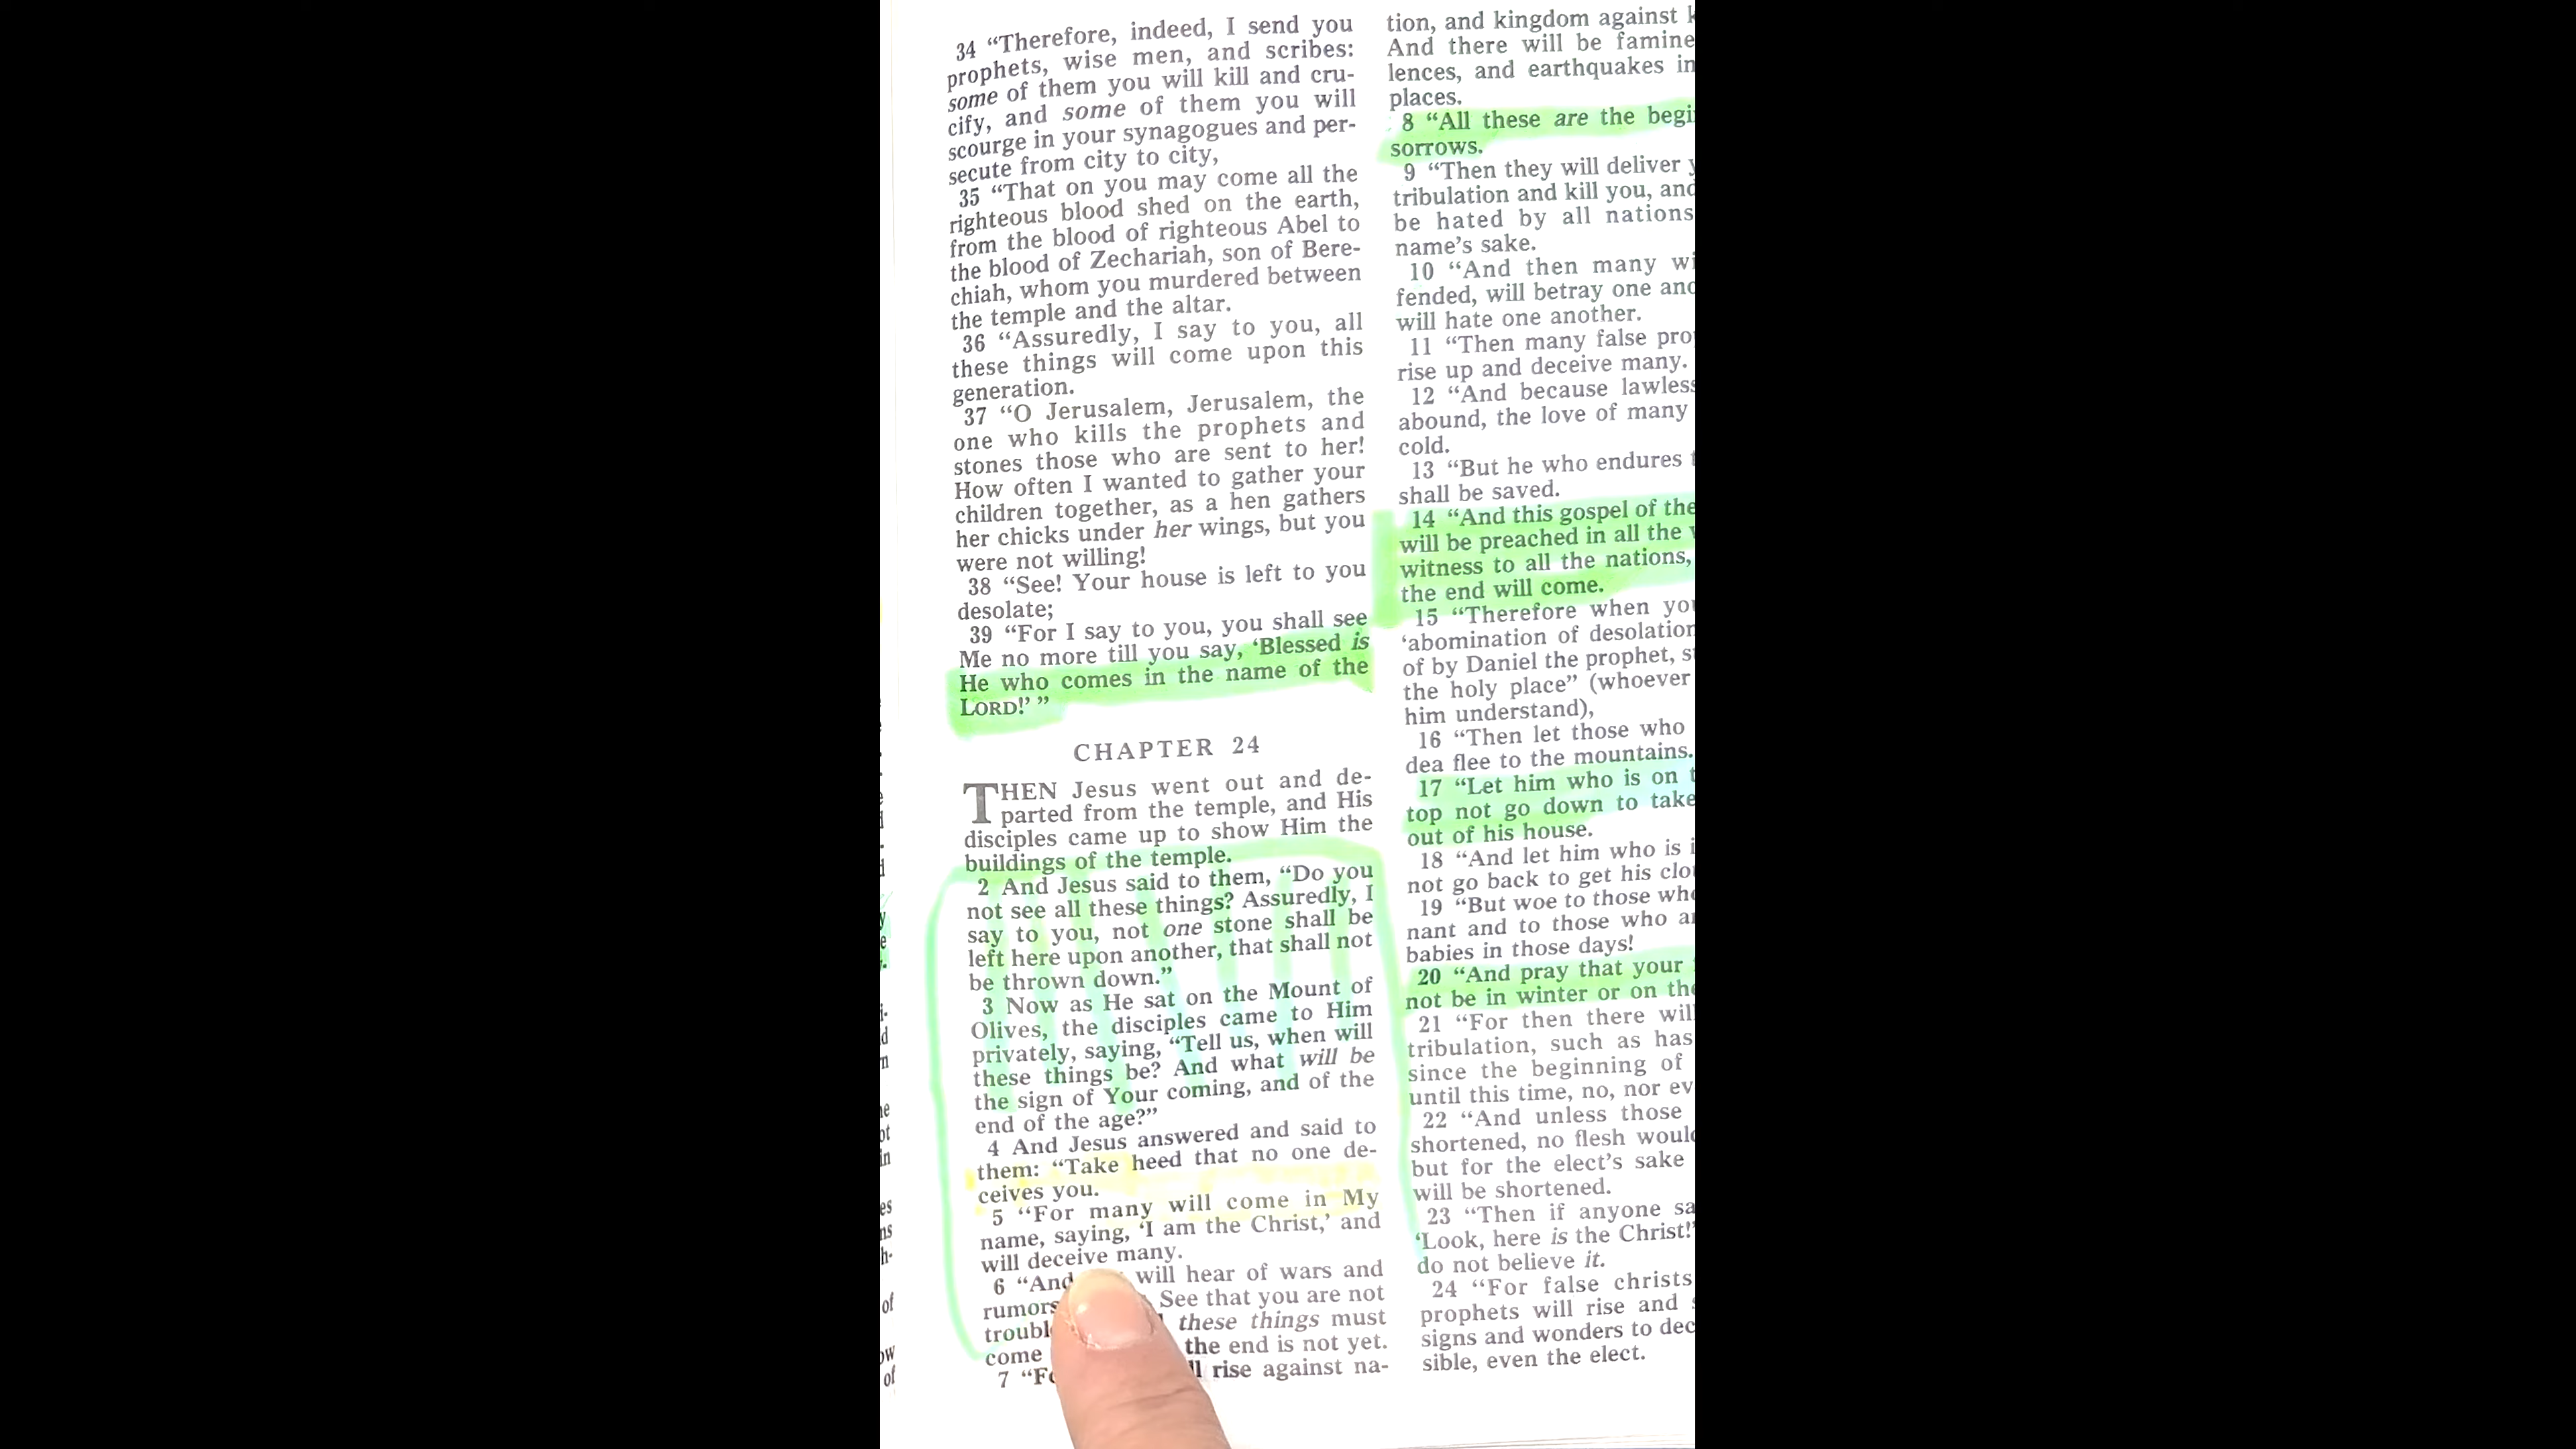 34 “Therefore, indeed, I send you
prophets, wise men, and scribes:
some of them you will kill and cru-
cify, and some of them you will
scourge in your synagogues and per-
secute from city to city,
35 “That on you may come all the
righteous blood shed on the earth,
from the blood of righteous Abel to
the blood of Zechariah, son of Bere-
chiah, whom you murdered between
the temple and the altar.
36 “Assuredly, I say to you, all
these things will come upon this
generation.
37 “O Jerusalem, Jerusalem, the
one who kills the prophets and
stones those who are sent to her!
How often I wanted to gather your
children together, as a hen gathers
her chicks under her wings, but you
were not willing!
38 “See! Your house is left to you
desolate;
39 “For I say to you, you shall see
Me no more till you say, ‘Blessed is
He who comes in the name of the
LORD!’ ”
CHAPTER 24
THEN Jesus went out and de-
parted from the temple, and His
disciples came up to show Him the
buildings of the temple.
2 And Jesus said to them, “Do you
not see all these things? Assuredly, I
say to you, not one stone shall be
left here upon another, that shall not
be thrown down.”
3 Now as He sat on the Mount of
Olives, the disciples came to Him
privately, saying, “Tell us, when will
these things be? And what will be
the sign of Your coming, and of the
end of the age?”
4 And Jesus answered and said to
them: “Take heed that no one de-
ceives you.
5 “For many will come in My
name, saying, ‘I am the Christ,’ and
will deceive many.
6 “And will hear of wars and
rumors See that you are not
troubl these things must
come the end is not yet.
7 “Fo rise against na-
tion, and kingdom against
And there will be famine
lences, and earthquakes in
places.
8 “All these are the begi
sorrows.
9 “Then they will deliver
tribulation and kill you, and
be hated by all nations
name’s sake.
10 “And then many wi
fended, will betray one and
will hate one another.
11 “Then many false pro
rise up and deceive many.
12 “And because lawless
abound, the love of many
cold.
13 “But he who endures
shall be saved.
14 “And this gospel of the
will be preached in all the
witness to all the nations,
the end will come.
15 “Therefore when you
‘abomination of desolation
of by Daniel the prophet, s
the holy place” (whoever
him understand),
16 “Then let those who
dea flee to the mountains.
17 “Let him who is on
top not go down to take
out of his house.
18 “And let him who is i
not go back to get his clo
19 “But woe to those who
nant and to those who a
babies in those days!
20 “And pray that your
not be in winter or on the
21 “For then there will
tribulation, such as has
since the beginning of
until this time, no, nor ev
22 “And unless those
shortened, no flesh would
but for the elect’s sake
will be shortened.
23 “Then if anyone sa
‘Look, here is the Christ!’
do not believe it.
24 “For false christs
prophets will rise and
signs and wonders to dec
sible, even the elect.